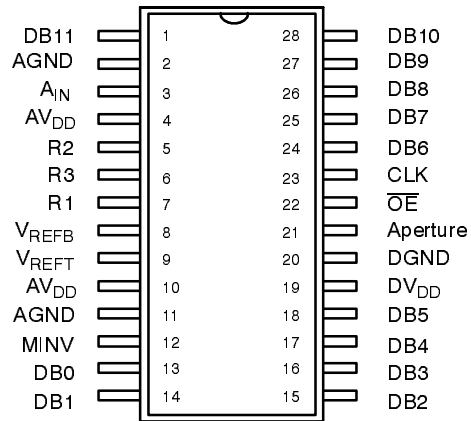 DB11 1 28 DB10
AGND 2 27 DB9
AIN 3 26 DB8
AVDD 4 25 DB7
R2 5 24 DB6
R3 6 23 CLK
R1 7 22 OE
VREFB 8 21 Aperture
VREFT 9 20 DGND
AVDD 10 19 DVDD
AGND 11 18 DB5
MINV 12 17 DB4
DB0 13 16 DB3
DB1 14 15 DB2